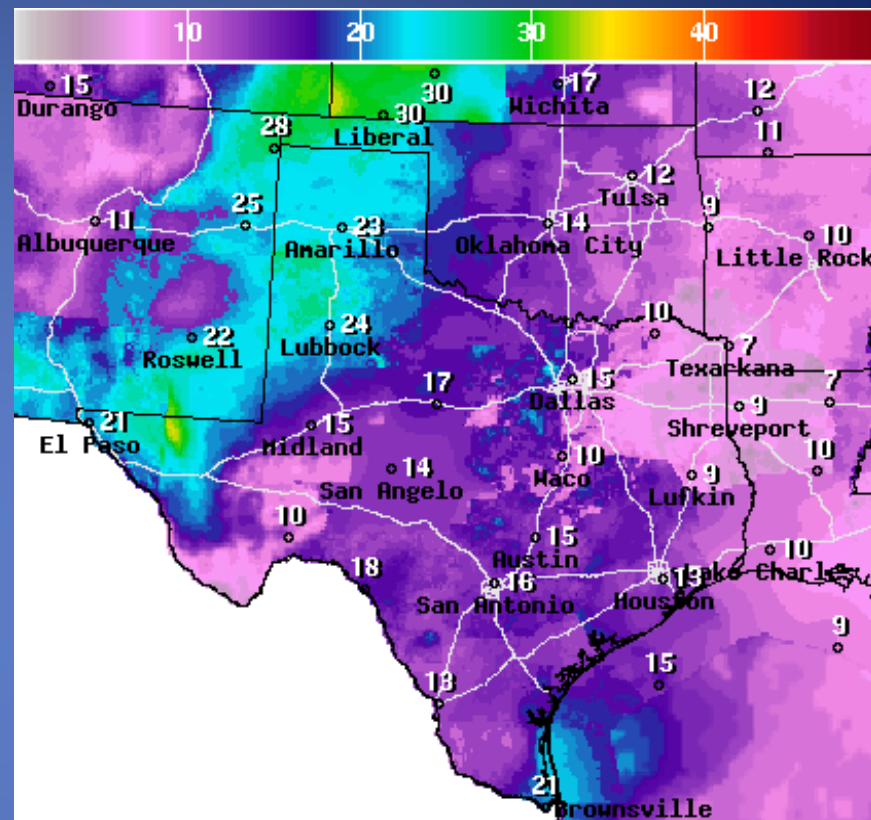 10 20 30 40
15
Durango
30
17
Wichita
12
30
Liberal
28
11
12
Tulsa
11
Albuquerque
25
23
Amarillo
14
Oklahoma City
9
10
Little Rock
22
Roswell
24
Lubbock
10
7
Texarkana
15
Dallas
17
9
Shreveport
7
21
El Paso
15
Midland
14
San Angelo
10
Waco
9
Lufkin
10
10
15
Austin
10
18
16
San Antonio
13
Houston
Lake Charles
9
15
13
21
Brownsville